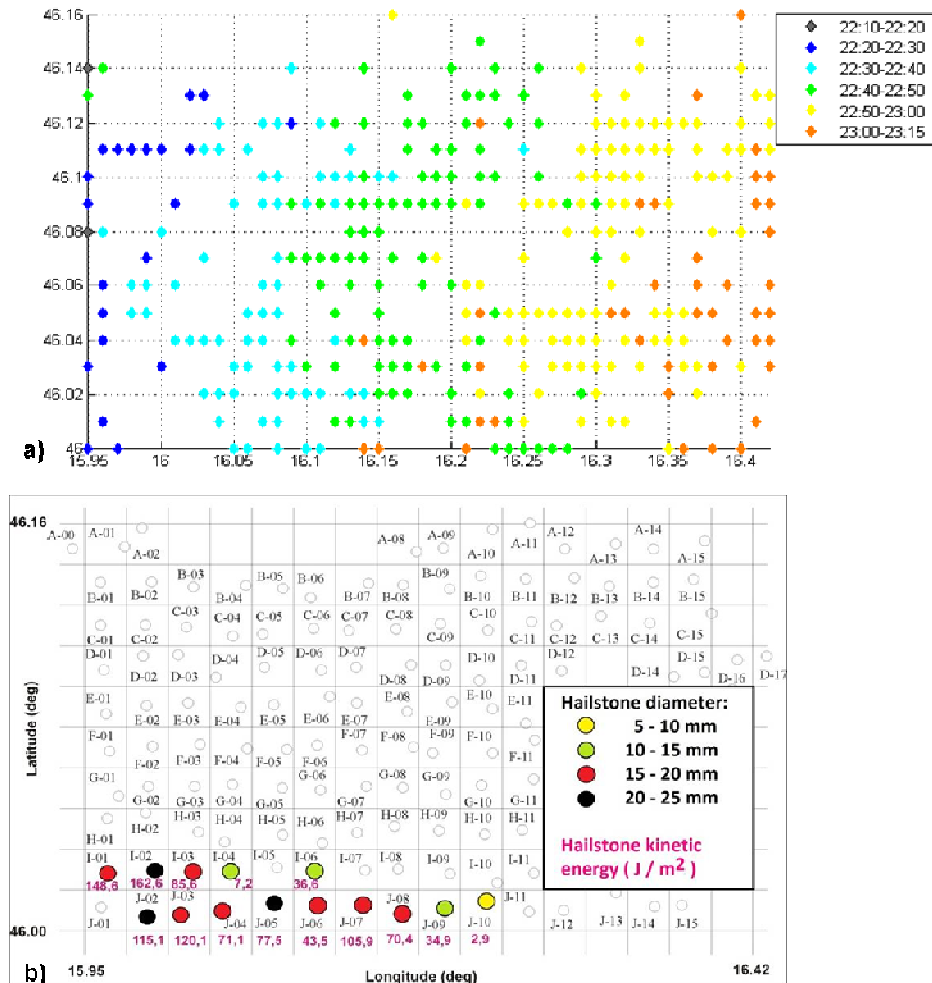 46.16
46.14
46.12
46.1
46.09
46.08
46.06
46.04
46.02
46
15.95 16 16.05 16.1 16.15 16.2 16.25 16.3 16.35 16.4
a)
22:10-22:20
22:20-22:30
22:30-22:40
22:40-22:50
22:50-23:00
23:00-23:15
46.16
A-00 A-01 A-02 A-08 A-09 A-10 A-11 A-12 A-13 A-14 A-15
B-01 B-02 B-03 B-04 B-05 B-06 B-07 B-08 B-09 B-10 B-11 B-12 B-13 B-14 B-15
C-01 C-02 C-03 C-04 C-05 C-06 C-07 C-08 C-09 C-10 C-11 C-12 C-13 C-14 C-15
D-01 D-02 D-03 D-04 D-05 D-06 D-07 D-08 D-09 D-10 D-11 D-12 D-14 D-15 D-16 D-17
E-01 E-02 E-03 E-04 E-05 E-06 E-07 E-08 E-09 E-10 E-11
F-01 F-02 F-03 F-04 F-05 F-06 F-07 F-08 F-09 F-10 F-11
G-01 G-02 G-03 G-04 G-05 G-06 G-07 G-08 G-09 G-10 G-11
H-01 H-02 H-03 H-04 H-05 H-06 H-07 H-08 H-09 H-10 H-11
I-01 I-02 I-03 I-04 I-05 I-06 I-07 I-08 I-09 I-10 I-11
148,6 162,6 85,6 7,2 36,6
J-01 J-02 J-03 J-04 J-05 J-06 J-07 J-08 J-09 J-10 J-11 J-12 J-13 J-14 J-15
115,1 120,1 71,1 77,5 43,5 105,9 70,4 34,9 2,9
Hailstone diameter:
5 - 10 mm
10 - 15 mm
15 - 20 mm
20 - 25 mm
Hailstone kinetic
energy ( J / m² )
Latitude (deg)
46.00
b)
15.95
Longitude (deg)
16.42